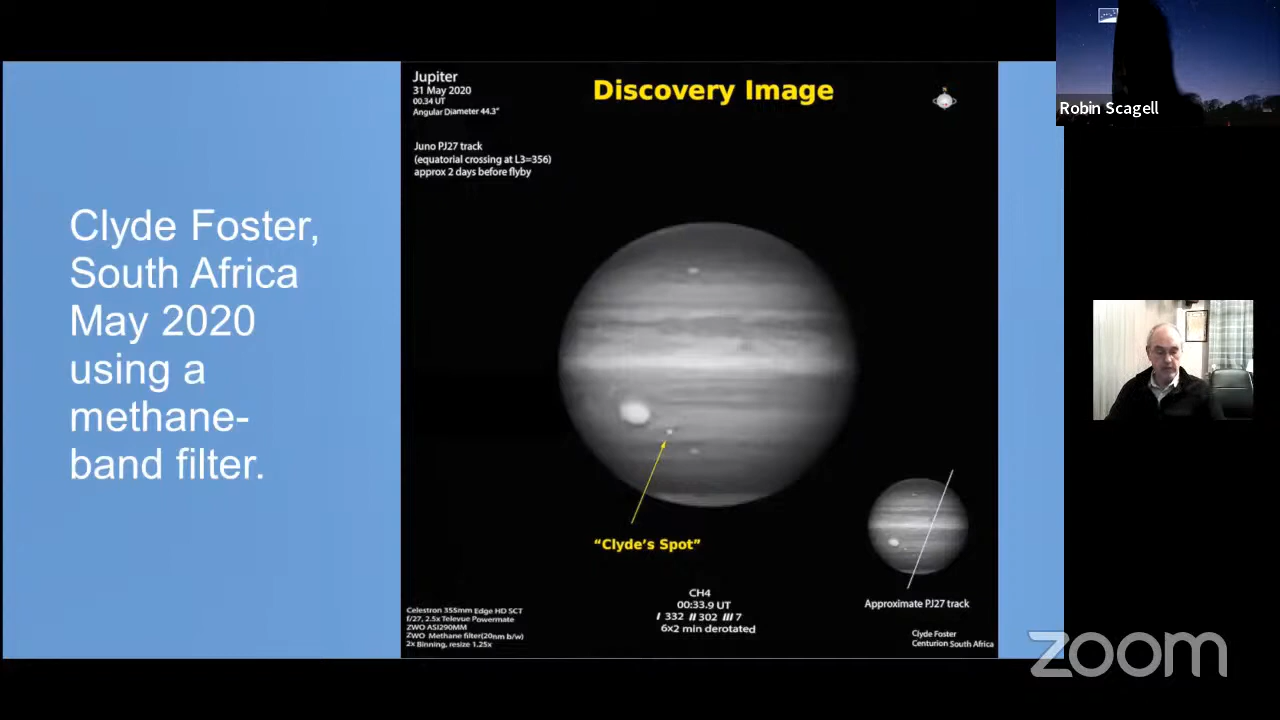 Clyde Foster,
South Africa
May 2020
using a
methane-
band filter.
Jupiter
31 May 2020
00.34 UT
Angular Diameter 44.3"
Juno PJ27 track
(equatorial crossing at L3=356)
approx 2 days before flyby
Discovery Image
N
“Clyde’s Spot”
CH4
00:33.9 UT
I 332 II 302 III 7
6x2 min derotated
Celestron 355mm Edge HD SCT
f/27, 2.5x Televue Powermate
ZWO ASI290MM
ZWO Methane filter(20nm b/w)
2x Binning, resize 1.25x
Approximate PJ27 track
Clyde Foster
Centurion South Africa
Robin Scagell
zoom